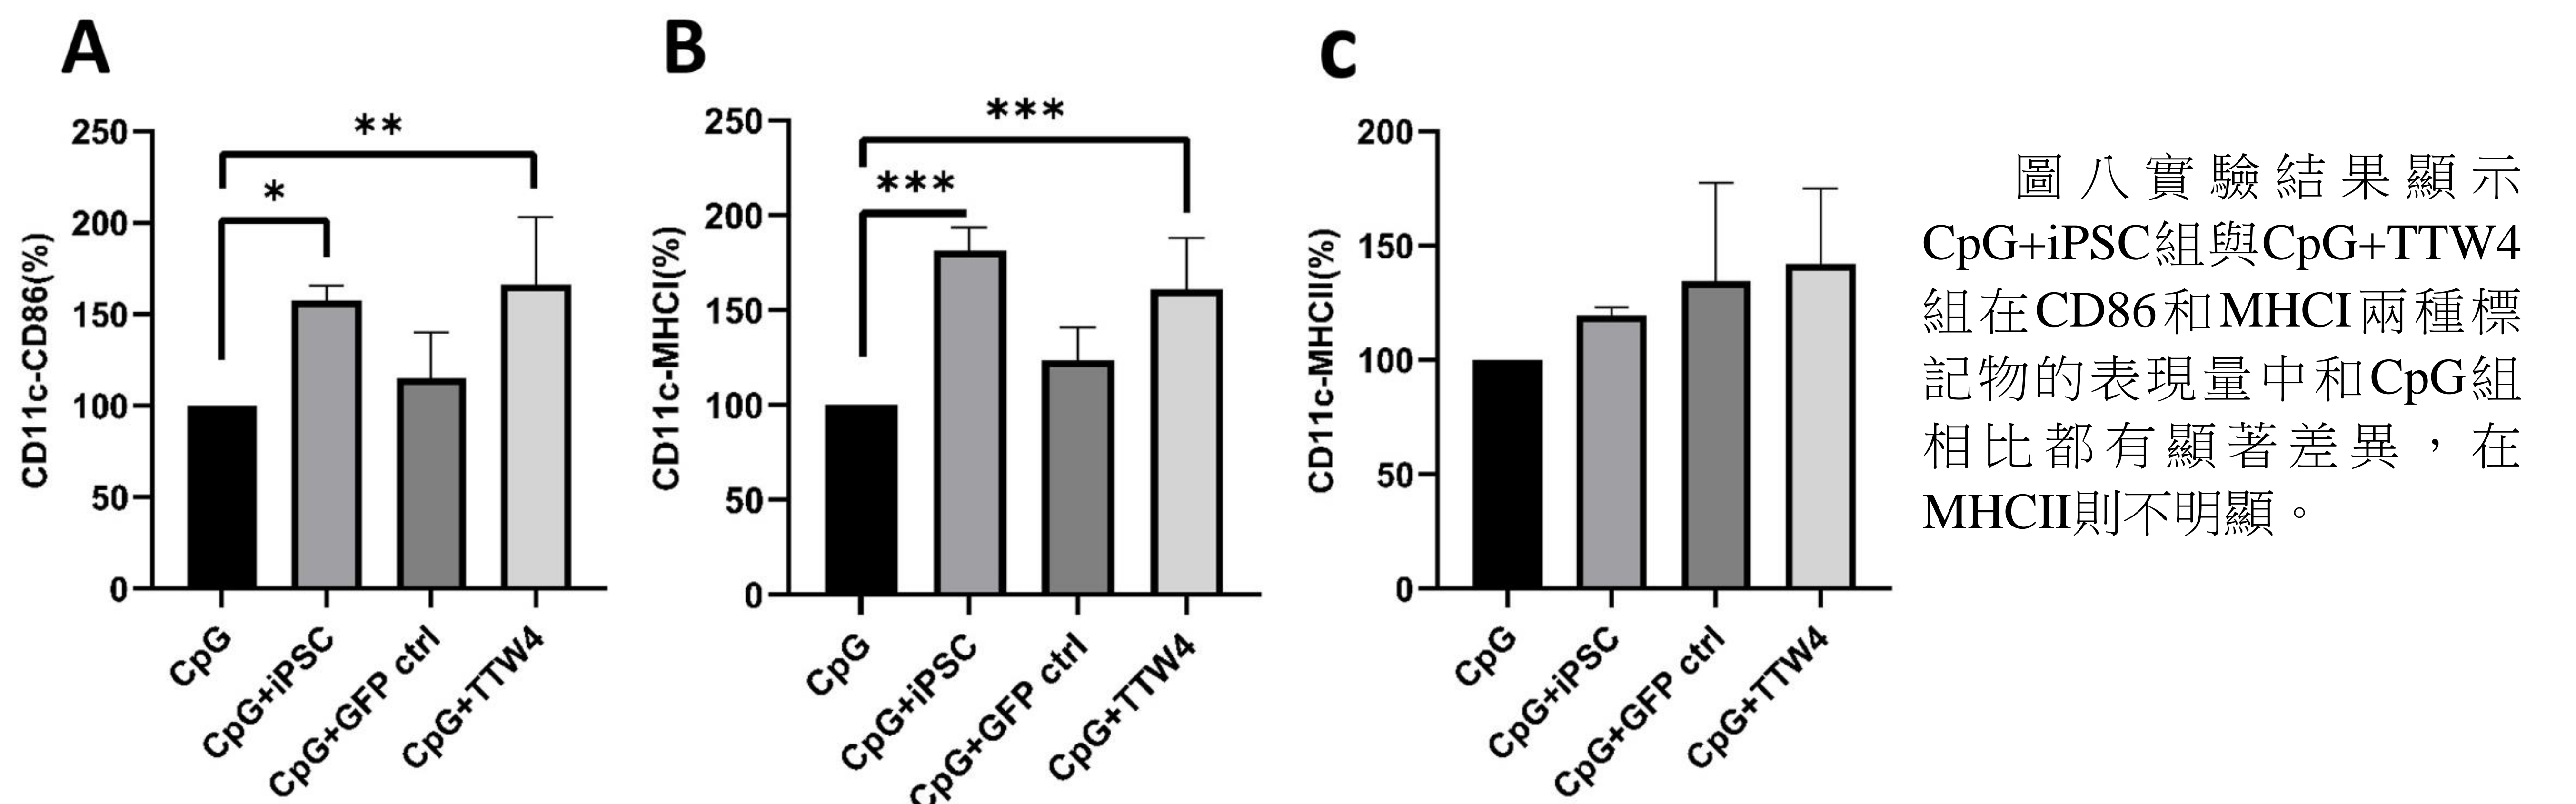 A
CD11c-CD86(%)
250
200
150
100
50
0
**
*
CpG
CpG+iPSC
CpG+GFP ctrl
CpG+TTW4
B
CD11c-MHCI(%)
250
200
150
100
50
0
***
***
CpG
CpG+iPSC
CpG+GFP ctrl
CpG+TTW4
C
CD11c-MHCII(%)
200
150
100
50
0
CpG
CpG+iPSC
CpG+GFP ctrl
CpG+TTW4
圖八實驗結果顯示
CpG+iPSC組與CpG+TTW4
組在CD86和MHCI兩種標
記物的表現量中和CpG組
相比都有顯著差異，在
MHCII則不明顯。